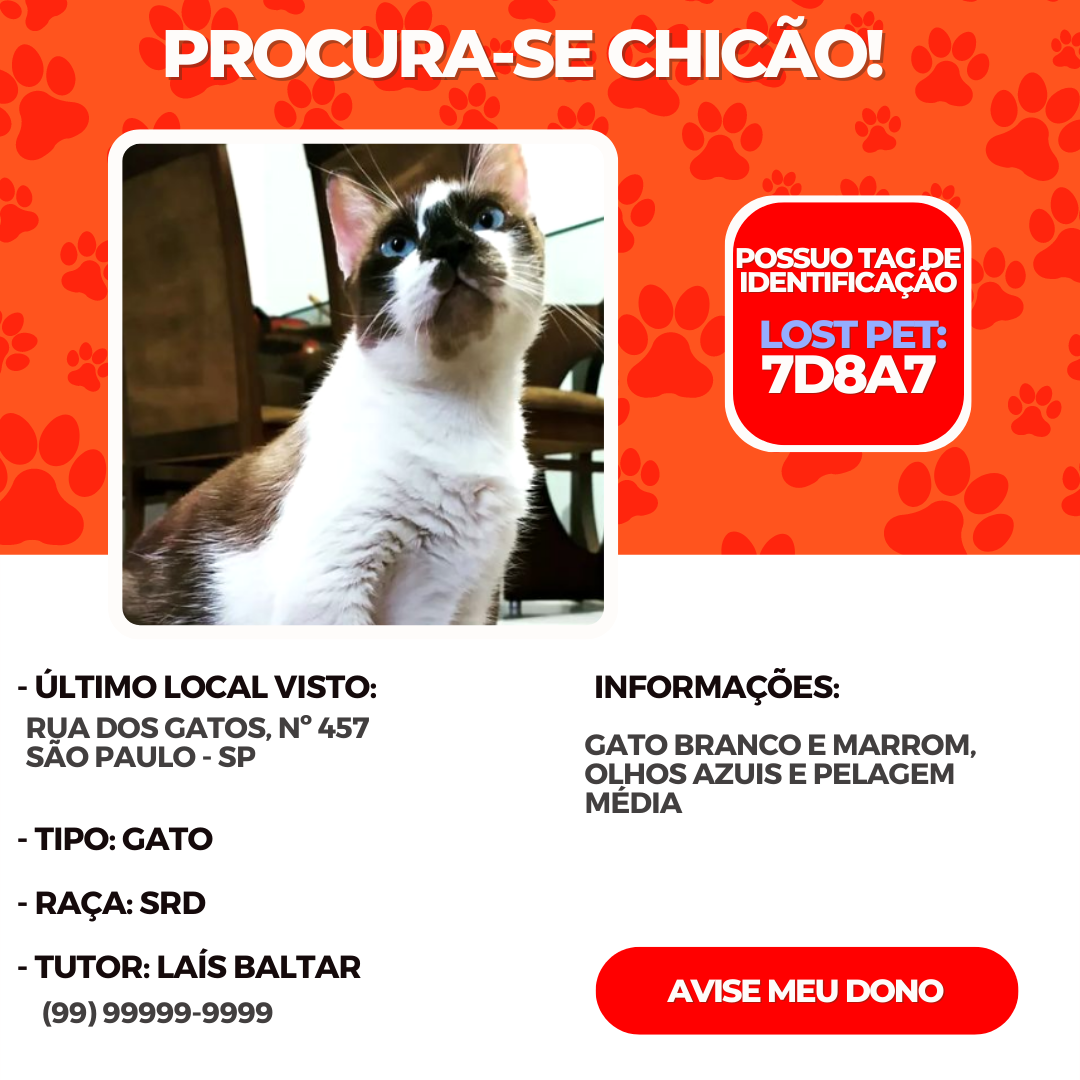 PROCURA-SE CHICÃO!
POSSUO TAG DE
IDENTIFICAÇÃO
LOST PET:
7D8A7
- ÚLTIMO LOCAL VISTO:
RUA DOS GATOS, Nº 457
SÃO PAULO - SP
- TIPO: GATO
- RAÇA: SRD
- TUTOR: LAÍS BALTAR
(99) 99999-9999
INFORMAÇÕES:
GATO BRANCO E MARROM,
OLHOS AZUIS E PELAGEM
MÉDIA
AVISE MEU DONO